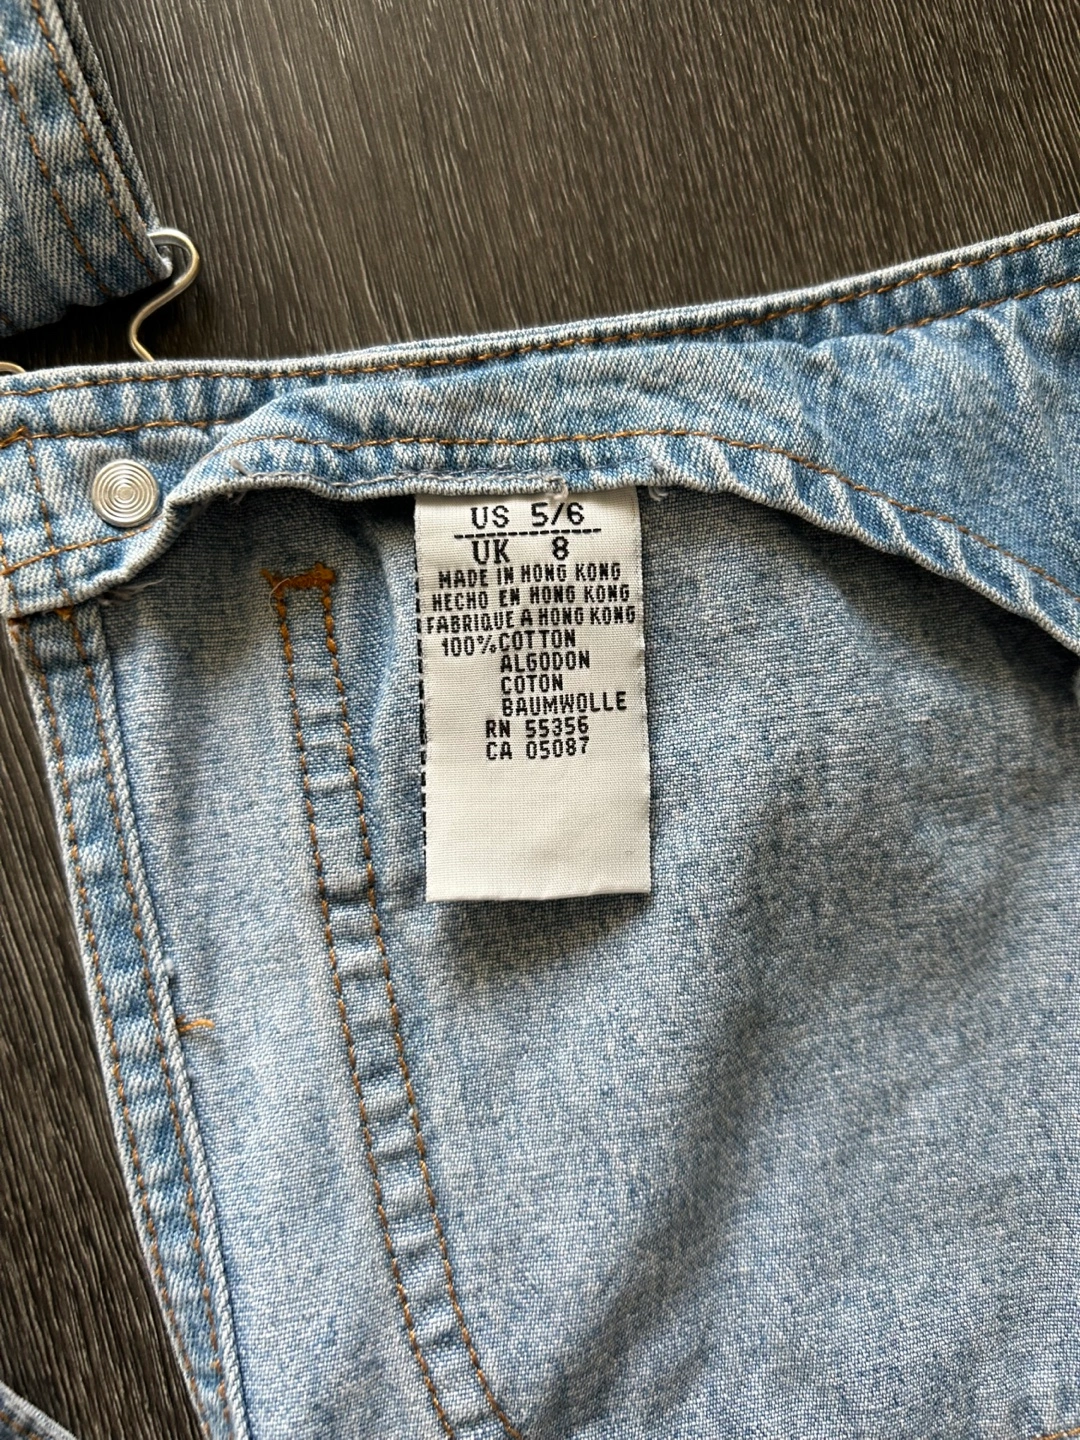 US 5/6
UK 8
MADE IN HONG KONG
HECHO EN HONG KONG
FABRIQUE A HONG KONG
100% COTTON
ALGODON
COTON
BAUMWOLLE
RN 55356
CA 05087